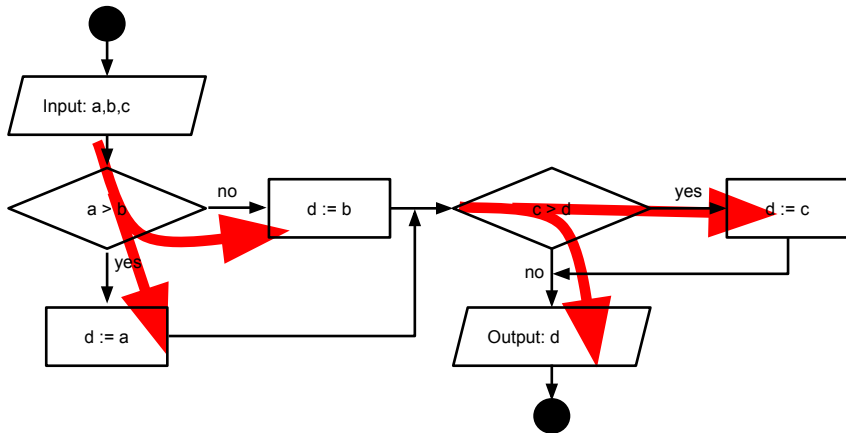 Input: a,b,c
a > b
no
d := b
c > d
yes
d := c
yes
no
d := a
Output: d